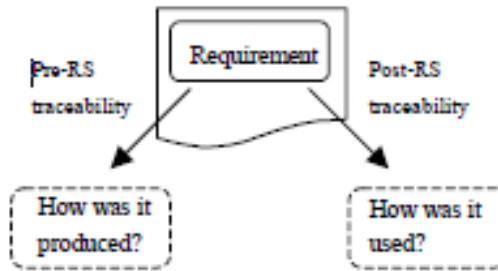 Requirement
Pre-RS
traceability
Post-RS
traceability
How was it
produced?
How was it
used?